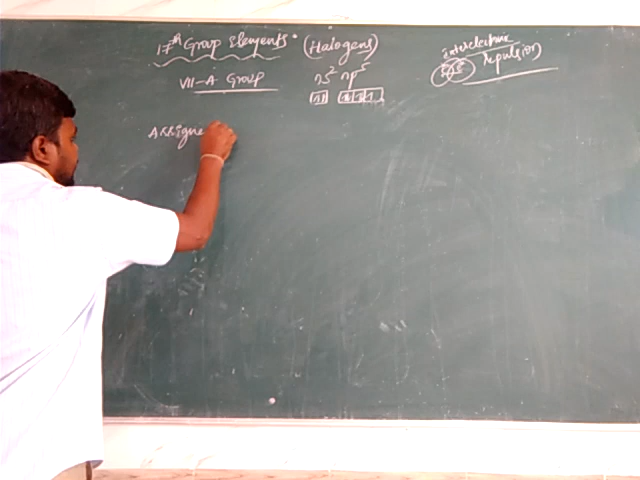 17th Group Elements. (Halogens)
VII-A Group
ns² np⁵
interelectronic
repulsion
Assigne